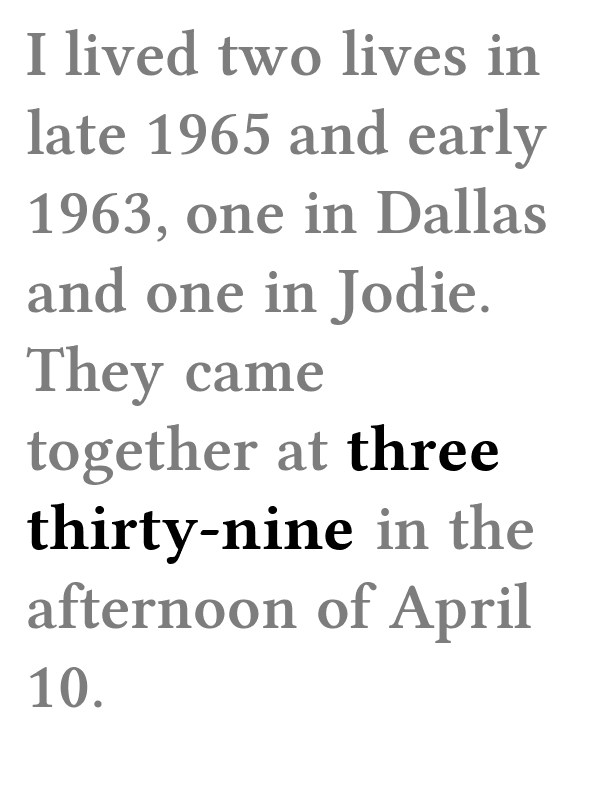 I lived two lives in
late 1965 and early
1963, one in Dallas
and one in Jodie.
They came
together at three
thirty-nine in the
afternoon of April
10.